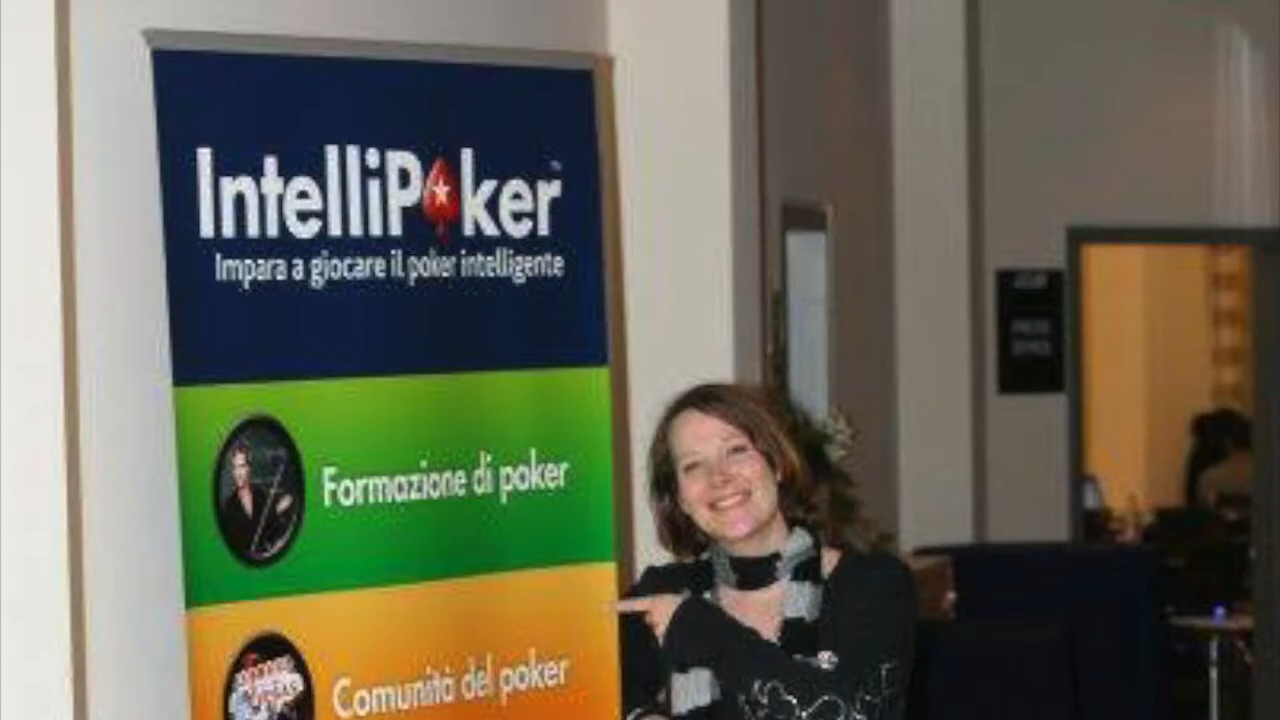 IntelliPoker
Impara a giocare il poker intelligente
Formazione di poker
Comunità del poker